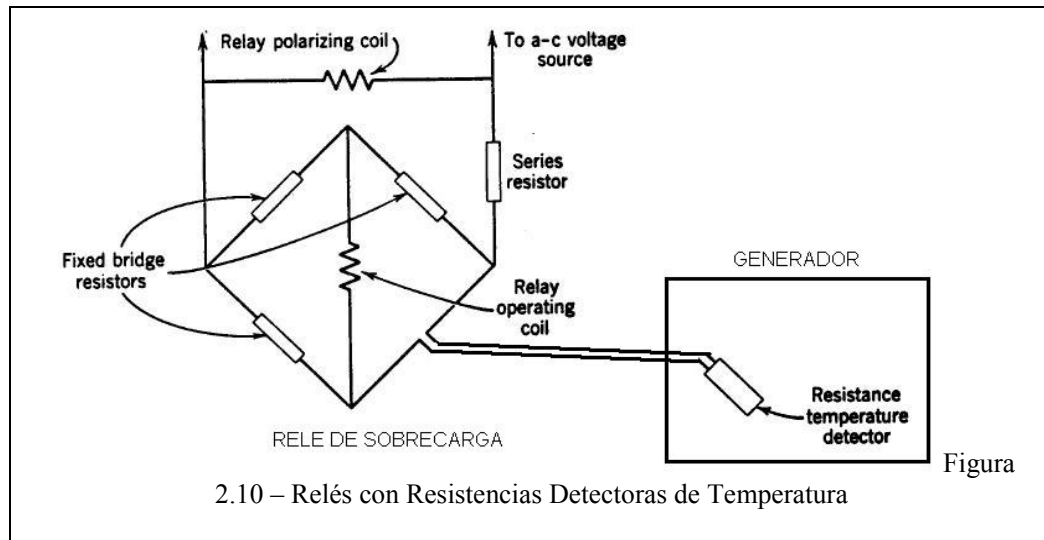 Relay polarizing coil
To a-c voltage
source
Series
resistor
Fixed bridge
resistors
Relay
operating
coil
GENERADOR
Resistance
temperature
detector
RELE DE SOBRECARGA
Figura
2.10 – Relés con Resistencias Detectoras de Temperatura